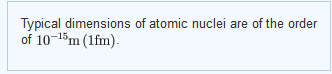 Typical dimensions of atomic nuclei are of the order
of 10⁻¹⁵m (1fm).